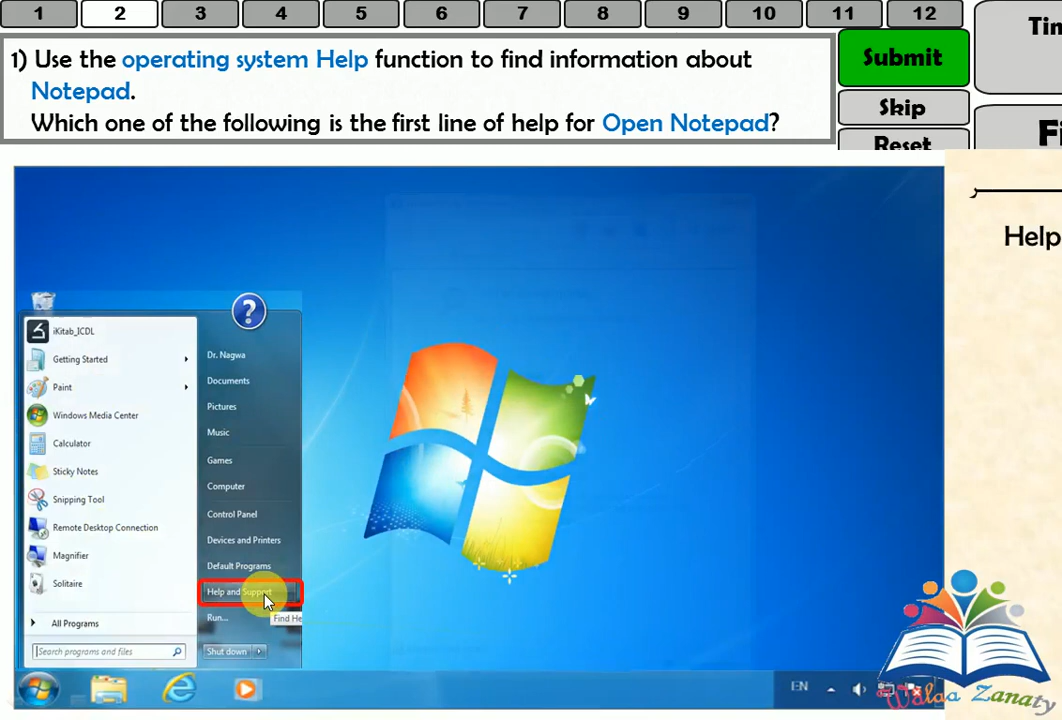 1 2 3 4 5 6 7 8 9 10 11 12
1) Use the operating system Help function to find information about
Notepad.
Which one of the following is the first line of help for Open Notepad?
Submit
Skip
Reset
Tim
Fi
Help
iKitab_ICDL
Getting Started
Paint
Windows Media Center
Calculator
Sticky Notes
Snipping Tool
Remote Desktop Connection
Magnifier
Solitaire
All Programs
Search programs and files
?
Dr. Nagwa
Documents
Pictures
Music
Games
Computer
Control Panel
Devices and Printers
Default Programs
Help and Support
Run...
Find He
Shut down
EN
Walaa Zanaty